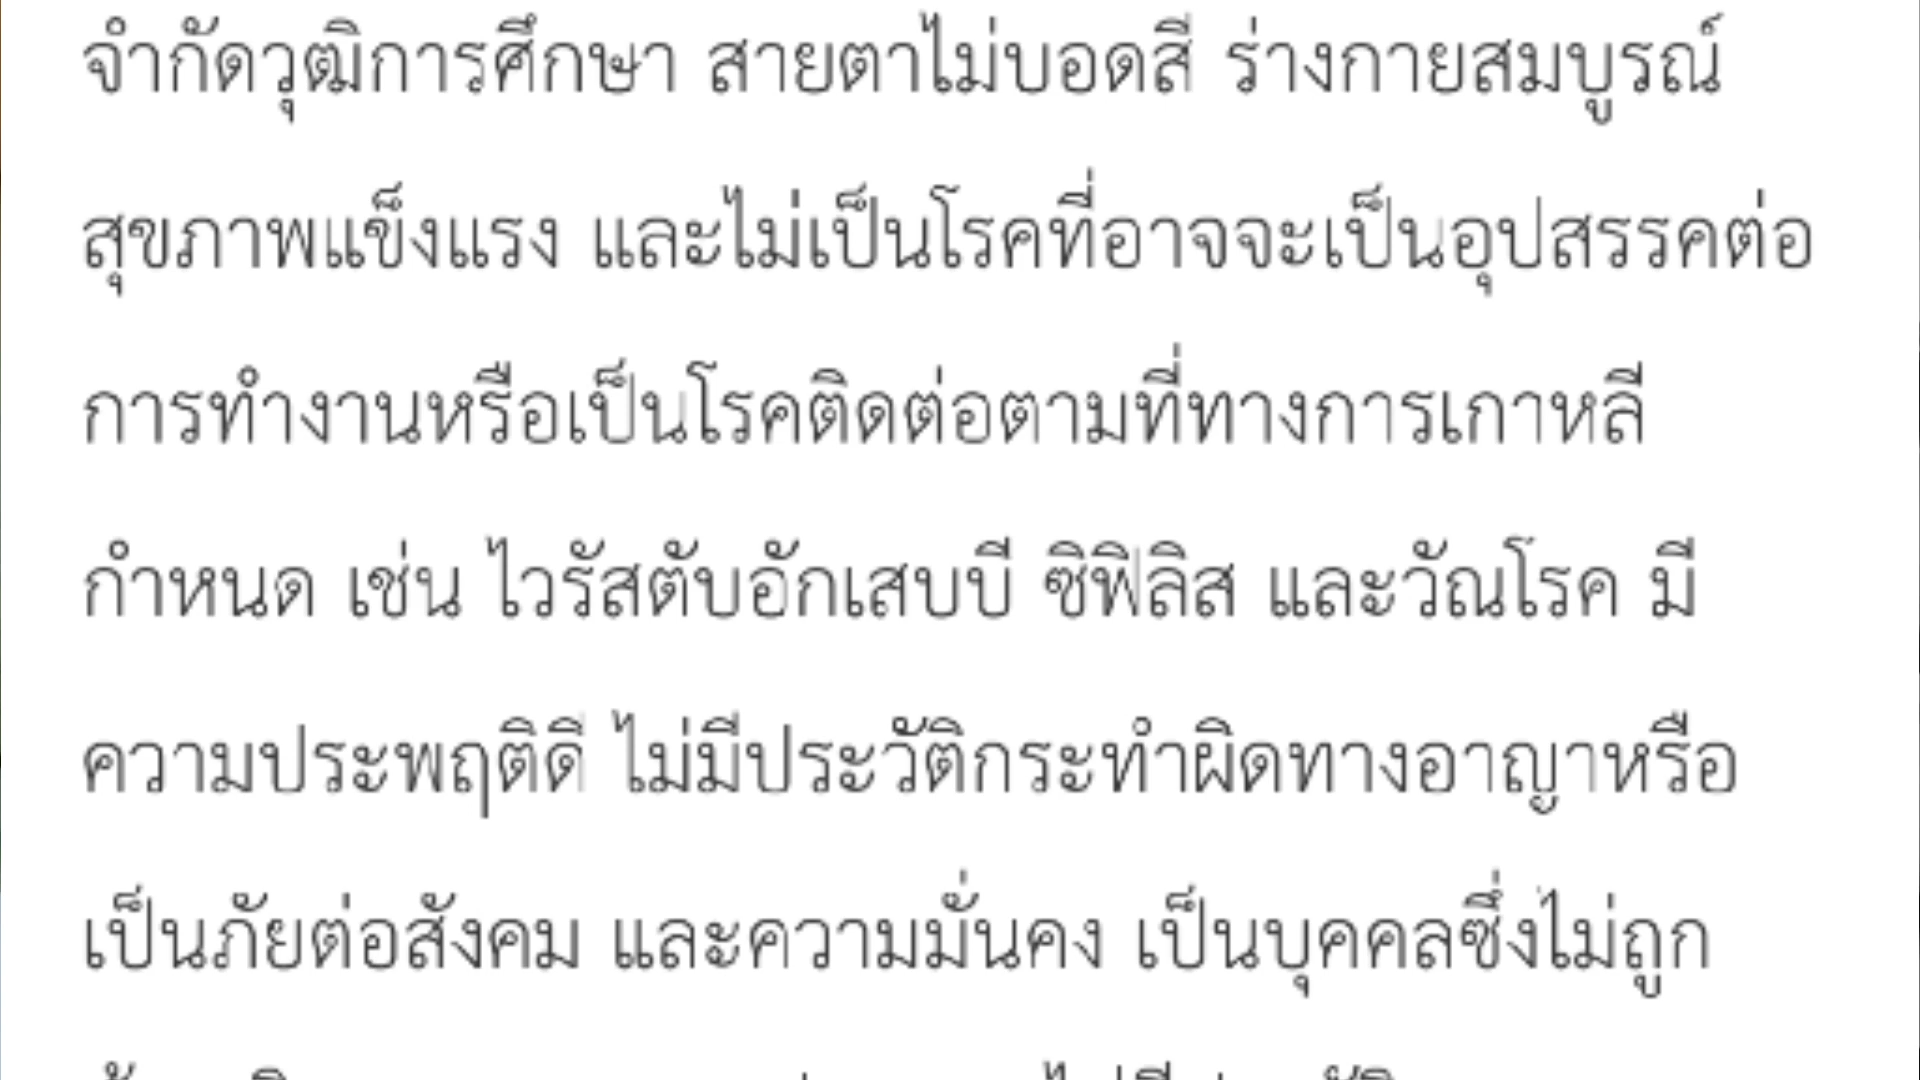 จำกัดวุฒิการศึกษา สายตาไม่บอดสี ร่างกายสมบูรณ์
สุขภาพแข็งแรง และไม่เป็นโรคที่อาจจะเป็นอุปสรรคต่อ
การทำงานหรือเป็นโรคติดต่อตามที่ทางการเกาหลี
กำหนด เช่น ไวรัสตับอักเสบบี ซิฟิลิส และวัณโรค มี
ความประพฤติดี ไม่มีประวัติกระทำผิดทางอาญาหรือ
เป็นภัยต่อสังคม และความมั่นคง เป็นบุคคลซึ่งไม่ถูก